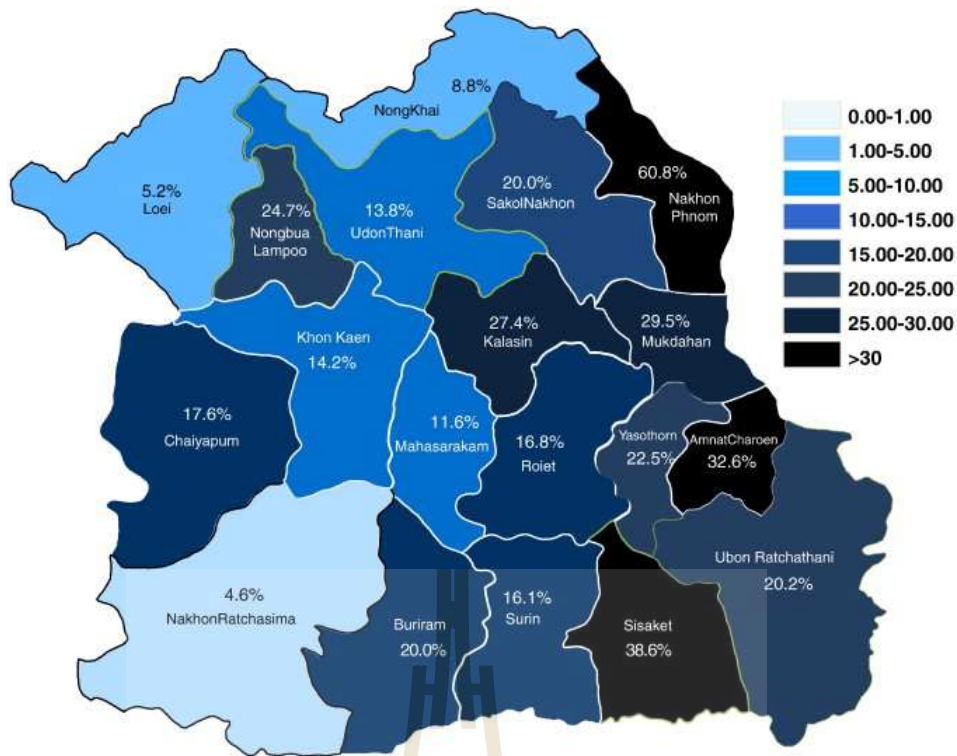 8.8%
NongKhai
5.2%
Loei
24.7%
Nongbua
Lampoo
13.8%
UdonThani
20.0%
SakolNakhon
60.8%
Nakhon
Phnom
Khon Kaen
14.2%
27.4%
Kalasin
29.5%
Mukdahan
17.6%
Chaiyapum
11.6%
Mahasarakam
16.8%
Roiet
Yasothorn
22.5%
AmnatCharoen
32.6%
4.6%
NakhonRatchasima
Buriram
20.0%
16.1%
Surin
Sisaket
38.6%
Ubon Ratchathani
20.2%
0.00-1.00
1.00-5.00
5.00-10.00
10.00-15.00
15.00-20.00
20.00-25.00
25.00-30.00
>30